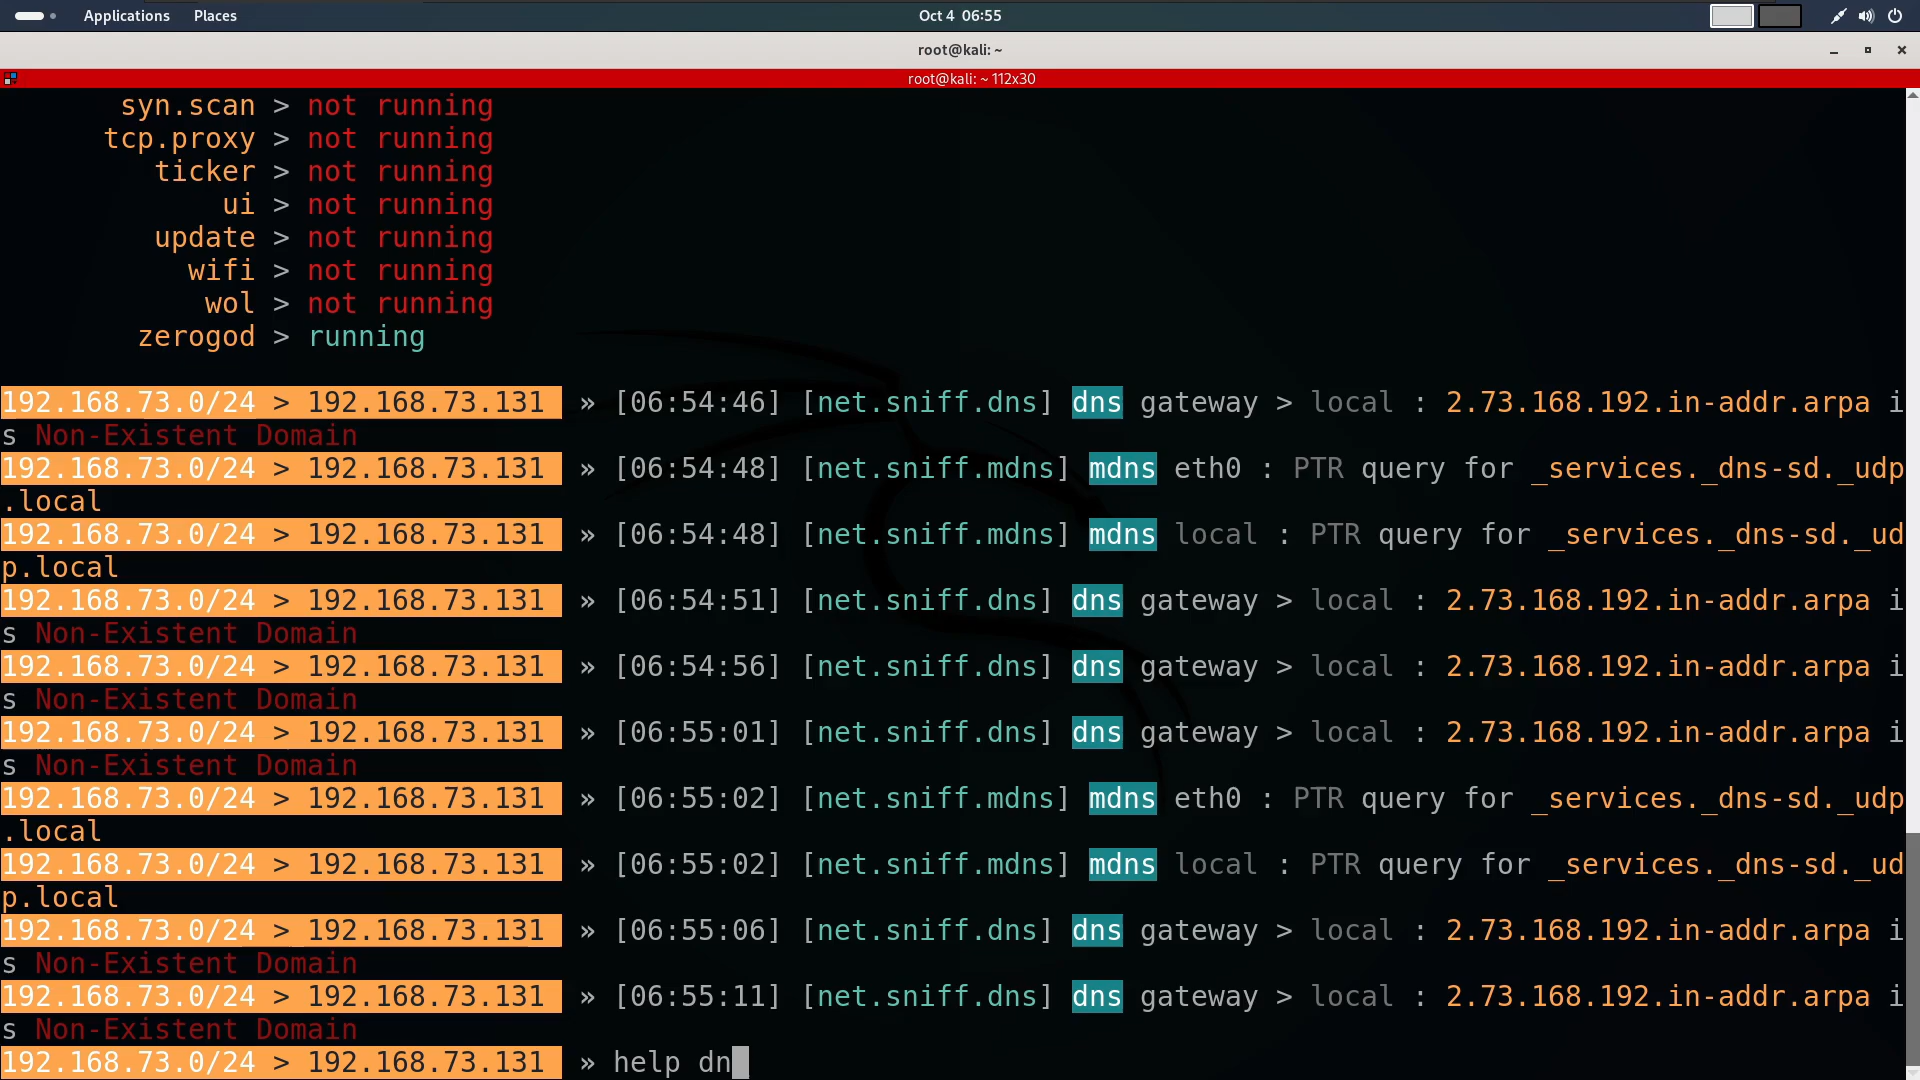 Applications Places Oct 4 06:55
root@kali: ~
root@kali: ~ 112x30
syn.scan > not running
tcp.proxy > not running
ticker > not running
ui > not running
update > not running
wifi > not running
wol > not running
zerogod > running
192.168.73.0/24 > 192.168.73.131 » [06:54:46] [net.sniff.dns] dns gateway > local : 2.73.168.192.in-addr.arpa i
s Non-Existent Domain
192.168.73.0/24 > 192.168.73.131 » [06:54:48] [net.sniff.mdns] mdns eth0 : PTR query for _services._dns-sd._udp
.local
192.168.73.0/24 > 192.168.73.131 » [06:54:48] [net.sniff.mdns] mdns local : PTR query for _services._dns-sd._ud
p.local
192.168.73.0/24 > 192.168.73.131 » [06:54:51] [net.sniff.dns] dns gateway > local : 2.73.168.192.in-addr.arpa i
s Non-Existent Domain
192.168.73.0/24 > 192.168.73.131 » [06:54:56] [net.sniff.dns] dns gateway > local : 2.73.168.192.in-addr.arpa i
s Non-Existent Domain
192.168.73.0/24 > 192.168.73.131 » [06:55:01] [net.sniff.dns] dns gateway > local : 2.73.168.192.in-addr.arpa i
s Non-Existent Domain
192.168.73.0/24 > 192.168.73.131 » [06:55:02] [net.sniff.mdns] mdns eth0 : PTR query for _services._dns-sd._udp
.local
192.168.73.0/24 > 192.168.73.131 » [06:55:02] [net.sniff.mdns] mdns local : PTR query for _services._dns-sd._ud
p.local
192.168.73.0/24 > 192.168.73.131 » [06:55:06] [net.sniff.dns] dns gateway > local : 2.73.168.192.in-addr.arpa i
s Non-Existent Domain
192.168.73.0/24 > 192.168.73.131 » [06:55:11] [net.sniff.dns] dns gateway > local : 2.73.168.192.in-addr.arpa i
s Non-Existent Domain
192.168.73.0/24 > 192.168.73.131 » help dn